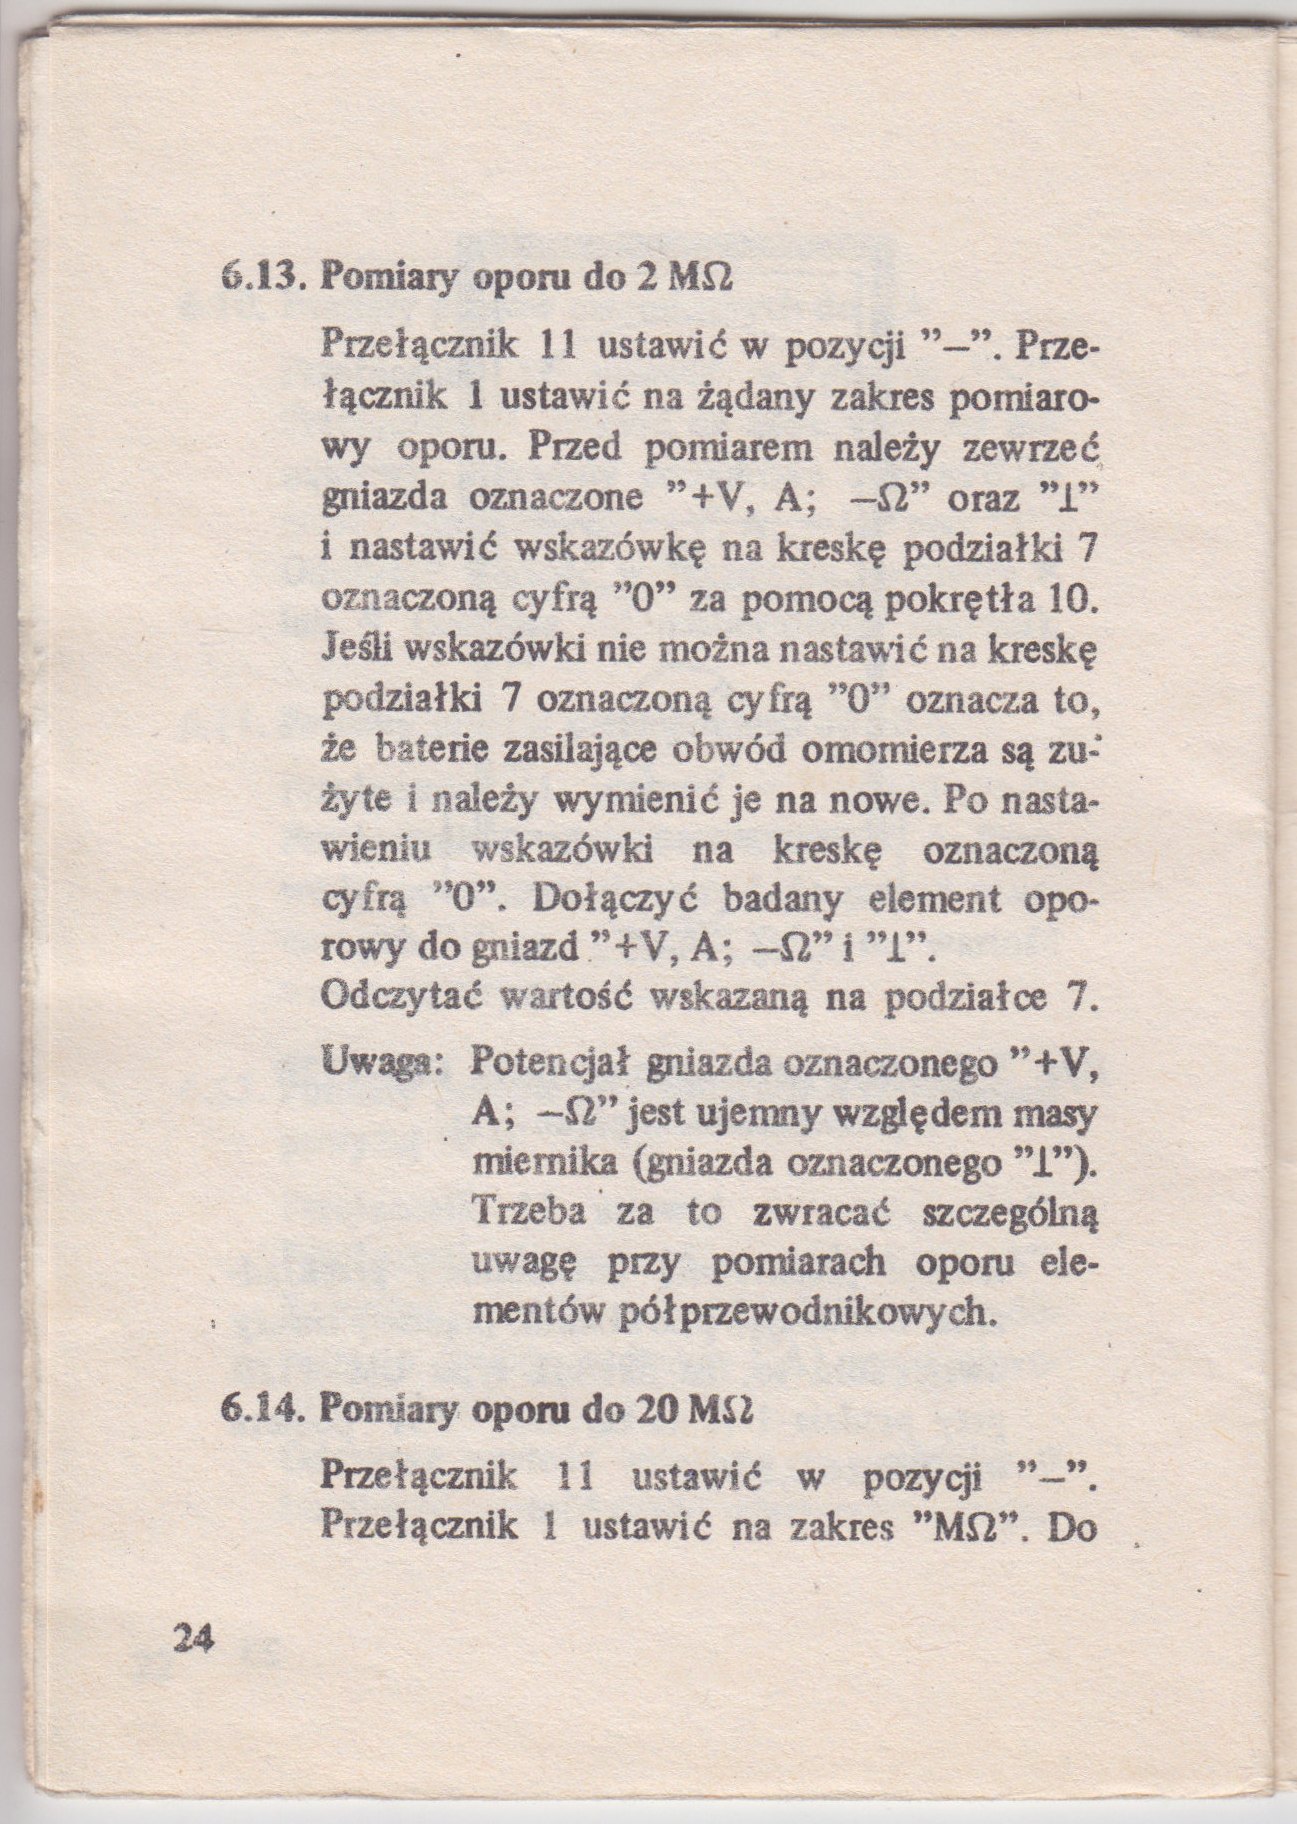 6.13. Pomiary oporu do 2 MΩ
Przełącznik 11 ustawić w pozycji ”–”. Prze-
łącznik 1 ustawić na żądany zakres pomiaro-
wy oporu. Przed pomiarem należy zewrzeć
gniazda oznaczone ”+V, A; –Ω” oraz ”⊥”
i nastawić wskazówkę na kreskę podziałki 7
oznaczoną cyfrą ”0” za pomocą pokrętła 10.
Jeśli wskazówki nie można nastawić na kreskę
podziałki 7 oznaczoną cyfrą ”0” oznacza to,
że baterie zasilające obwód omomierza są zu-
żyte i należy wymienić je na nowe. Po nasta-
wieniu wskazówki na kreskę oznaczoną
cyfrą ”0”. Dołączyć badany element opo-
rowy do gniazd ”+V, A; –Ω” i ”⊥”.
Odczytać wartość wskazaną na podziałce 7.
Uwaga: Potencjał gniazda oznaczonego ”+V,
A; –Ω” jest ujemny względem masy
miernika (gniazda oznaczonego ”⊥”).
Trzeba za to zwracać szczególną
uwagę przy pomiarach oporu ele-
mentów półprzewodnikowych.
6.14. Pomiary oporu do 20 MΩ
Przełącznik 11 ustawić w pozycji ”–”.
Przełącznik 1 ustawić na zakres ”MΩ”. Do
24